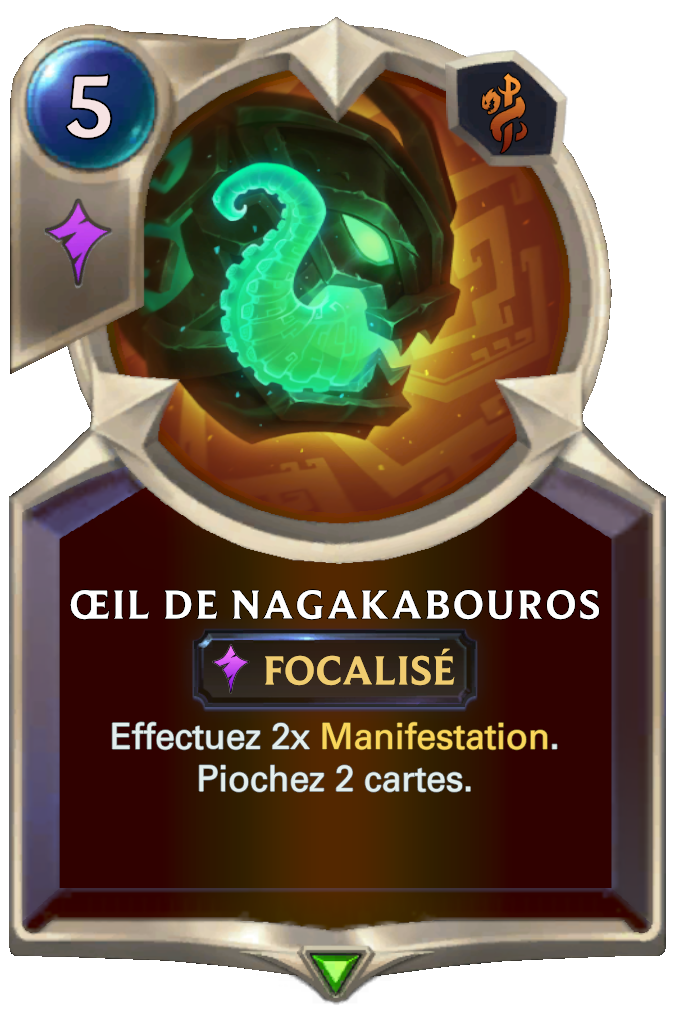 5
ŒIL DE NAGAKABOUROS
FOCALISÉ
Effectuez 2x Manifestation.
Piochez 2 cartes.